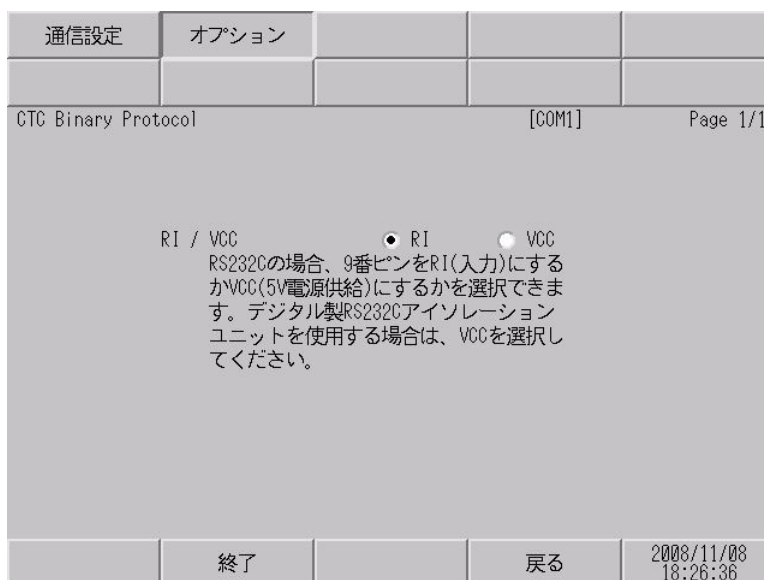 通信設定 オプション
CTC Binary Protocol [COM1] Page 1/1
RI / VCC RI VCC
RS232Cの場合、9番ピンをRI(入力)にする
かVCC(5V電源供給)にするかを選択できま
す。デジタル製RS232Cアイソレーション
ユニットを使用する場合は、VCCを選択し
てください。
終了 戻る 2008/11/08
18:26:36